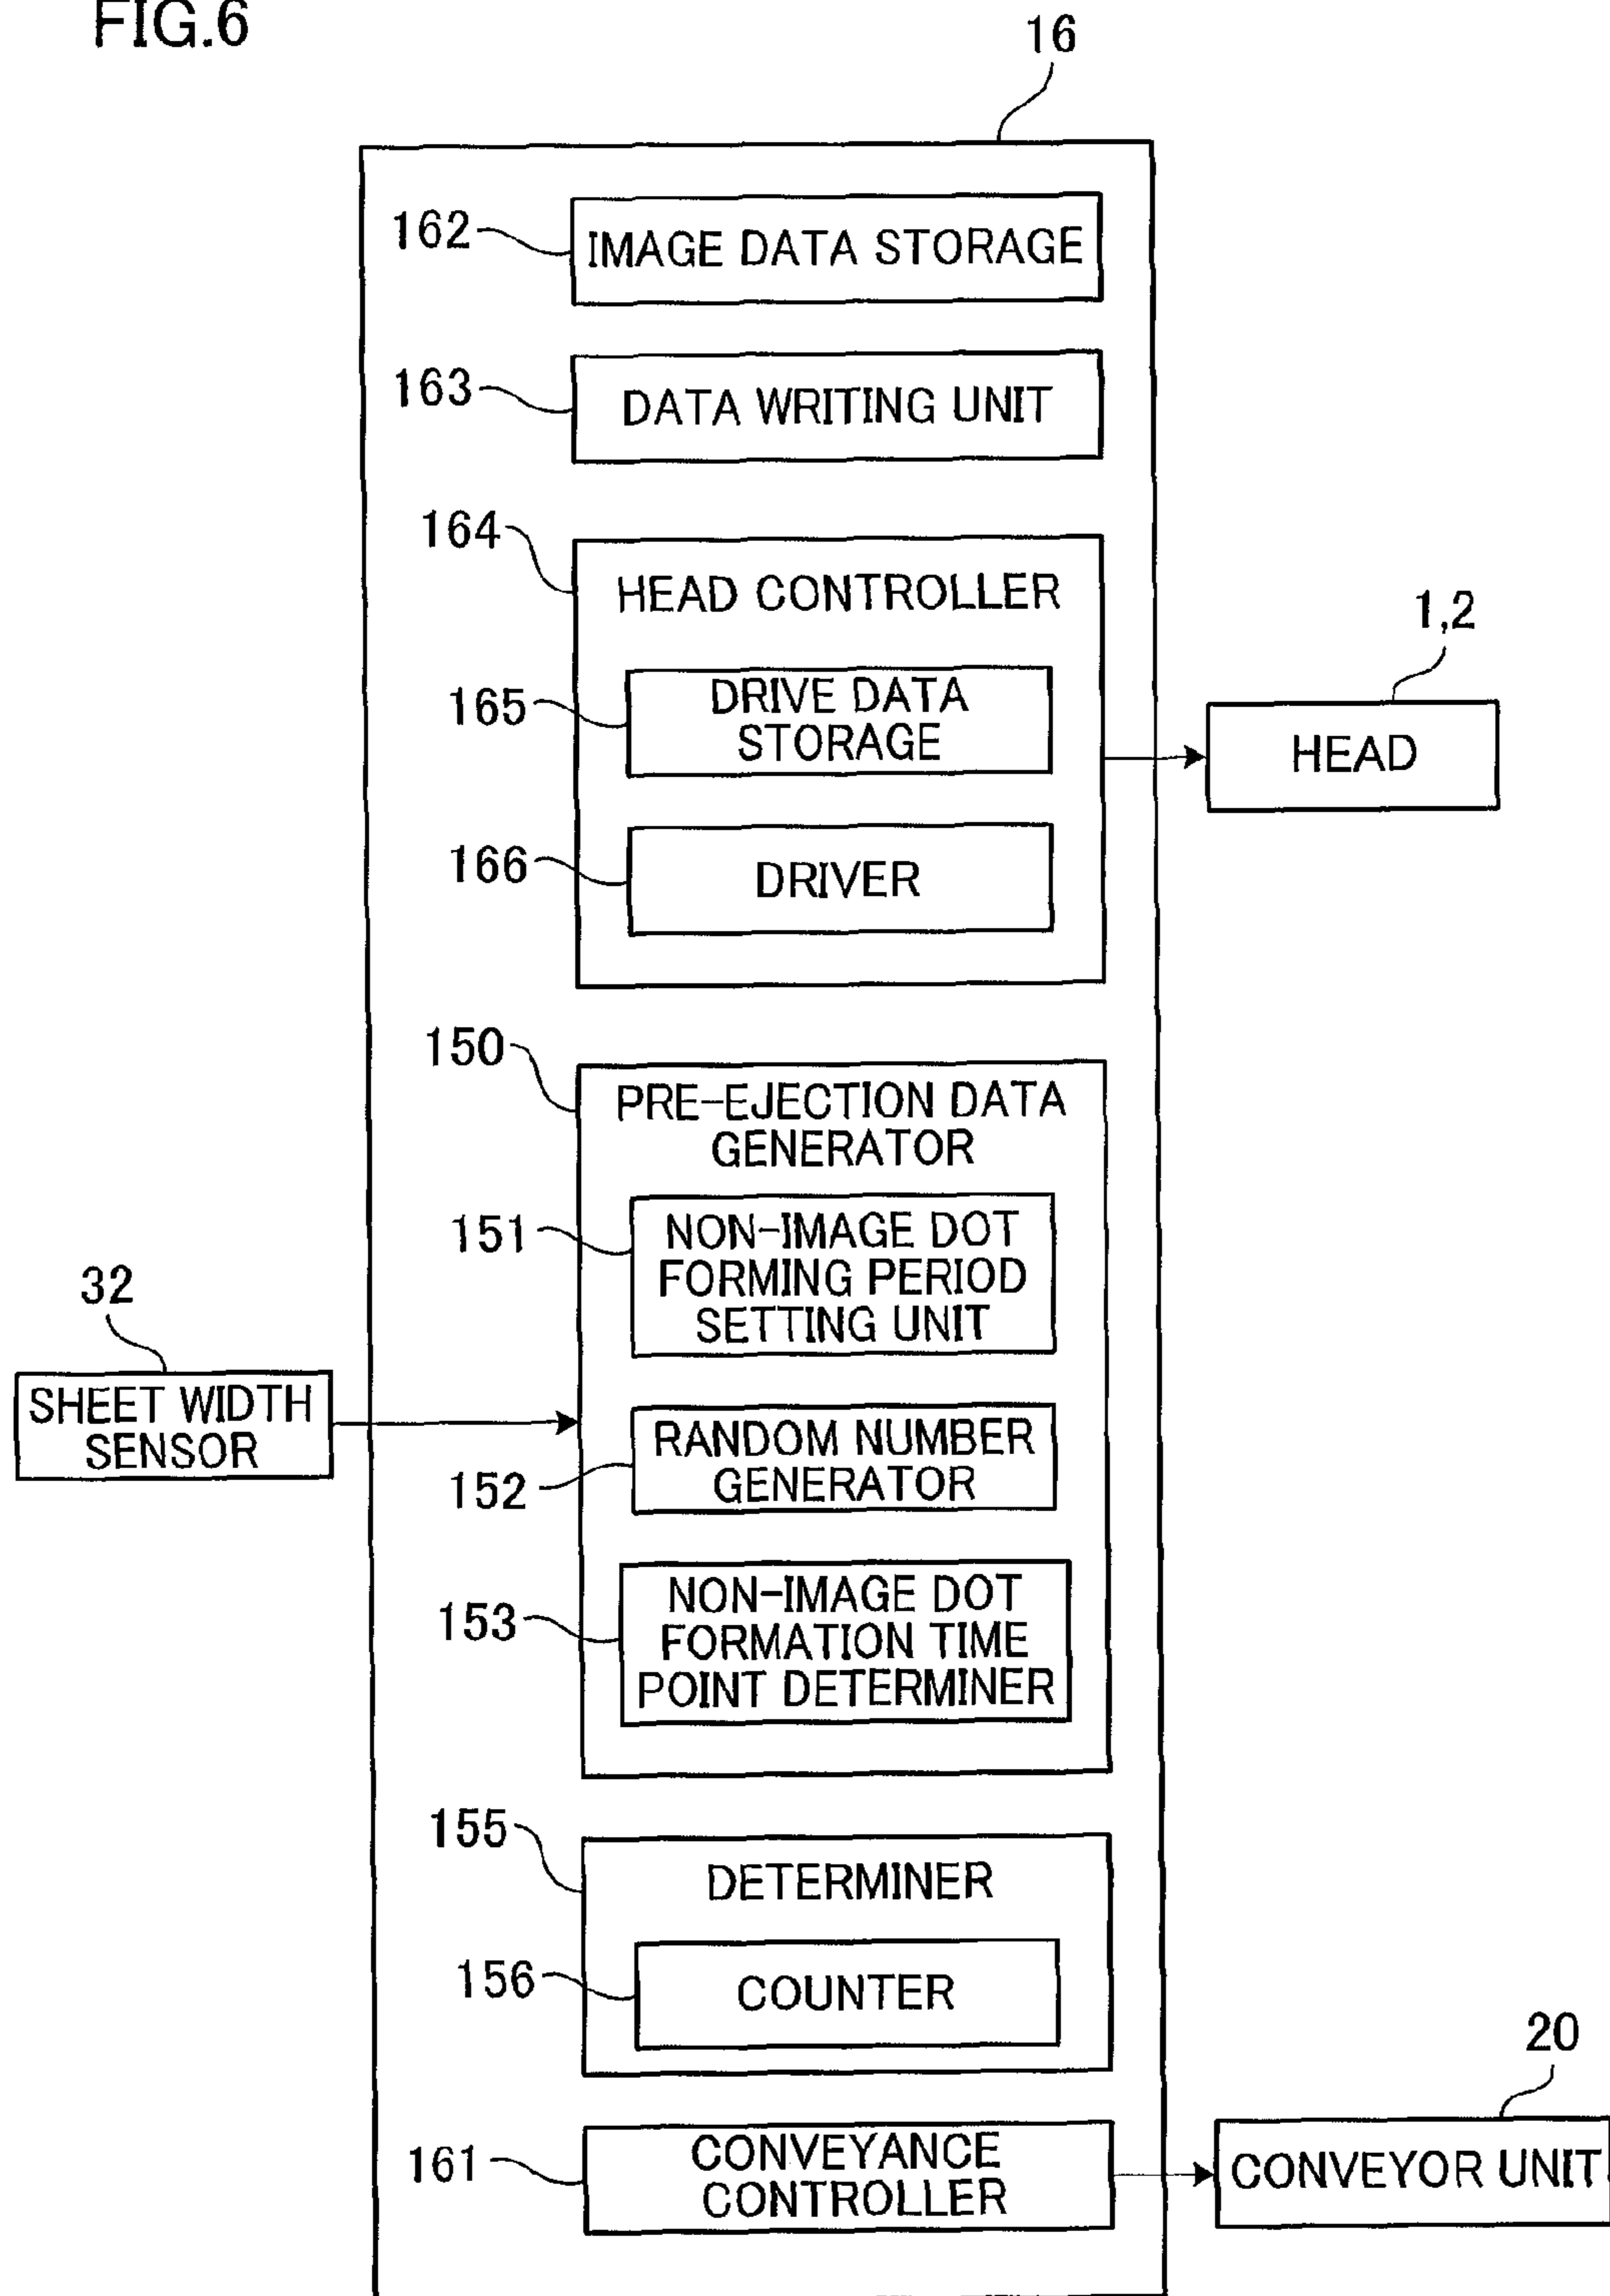 FIG.6
16
162
IMAGE DATA STORAGE
163
DATA WRITING UNIT
164
HEAD CONTROLLER
1,2
165
DRIVE DATA
STORAGE
HEAD
166
DRIVER
150
PRE-EJECTION DATA
GENERATOR
151
NON-IMAGE DOT
FORMING PERIOD
SETTING UNIT
32
SHEET WIDTH
SENSOR
152
RANDOM NUMBER
GENERATOR
153
NON-IMAGE DOT
FORMATION TIME
POINT DETERMINER
155
DETERMINER
156
COUNTER
20
161
CONVEYANCE
CONTROLLER
CONVEYOR UNIT